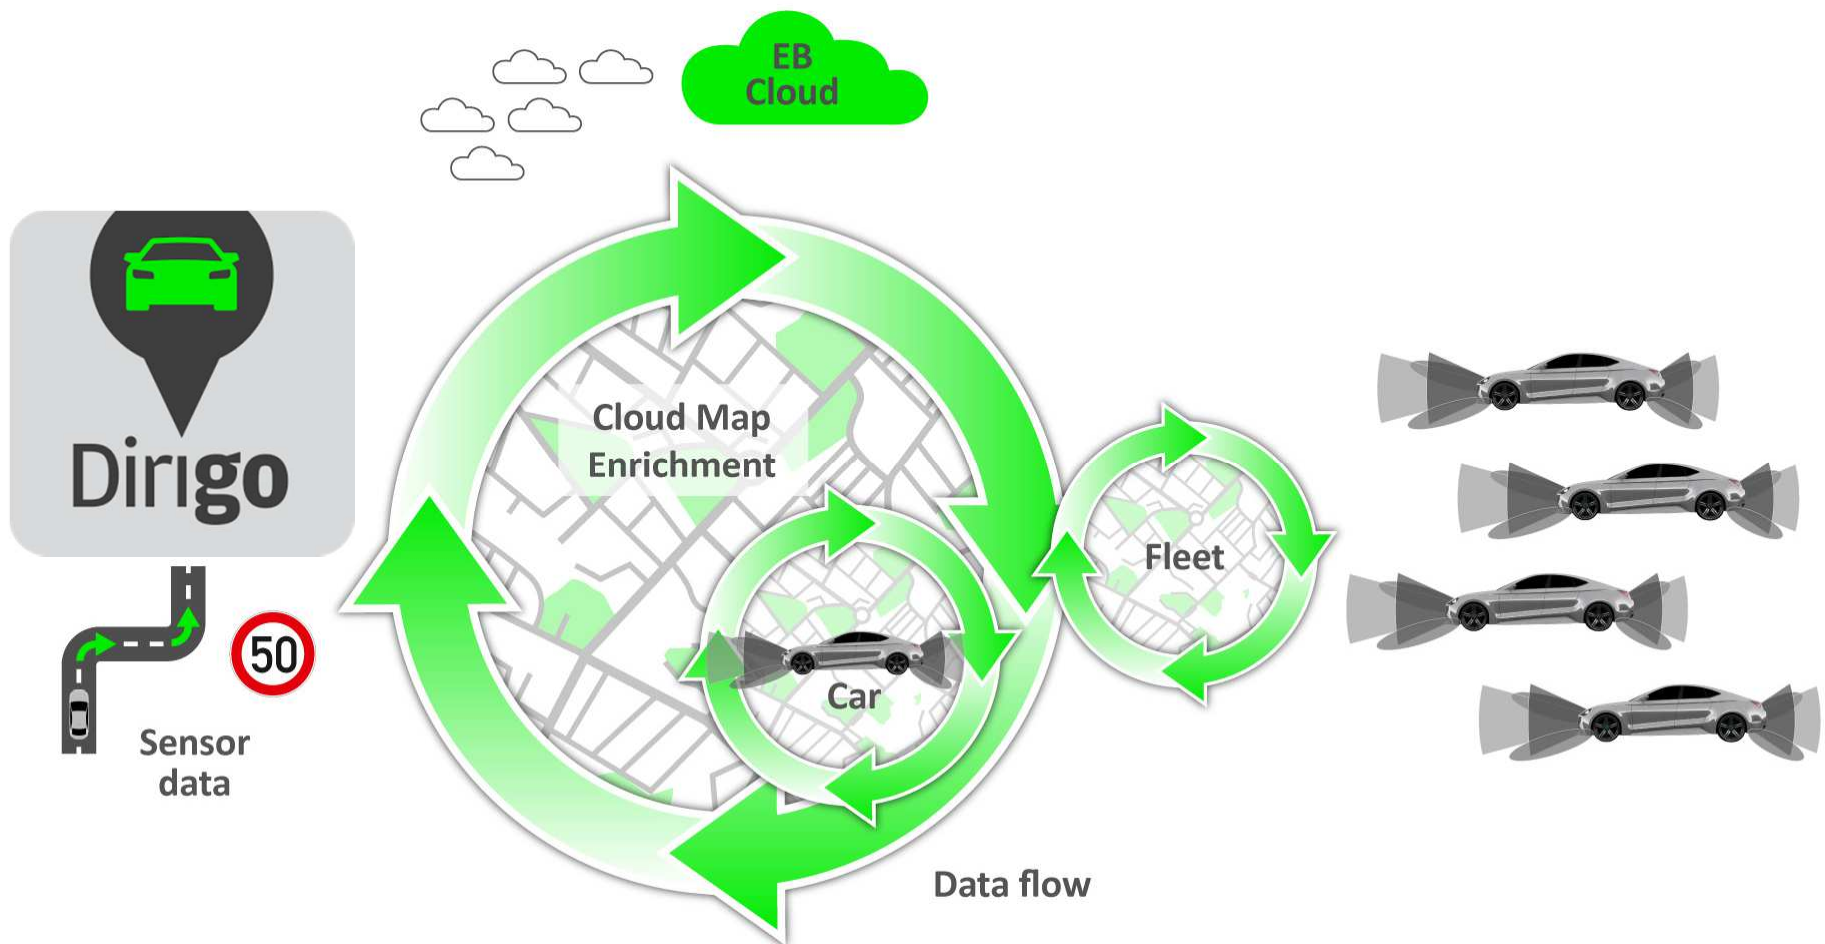 EB
Cloud
Dirigo
Cloud Map
Enrichment
Fleet
Car
50
Sensor
data
Data flow